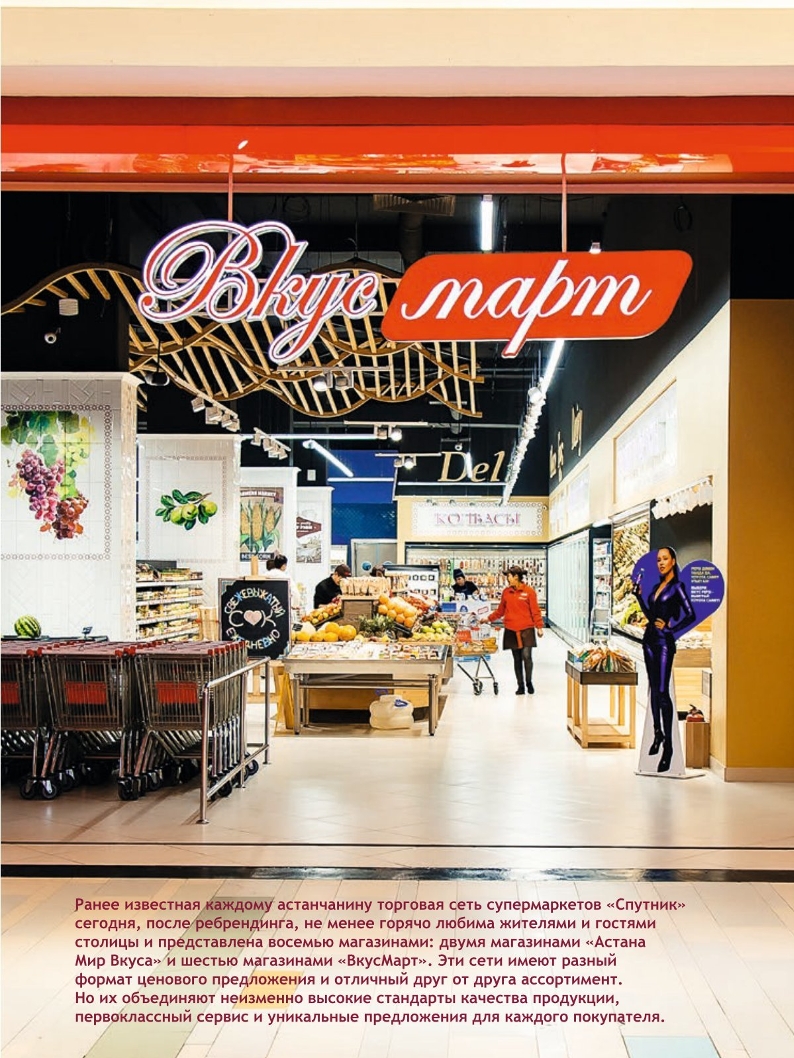 Вкус март
Del
КОЛБАСЫ
FARMERS MARKET
СВЕЖЕВЫЖАТЫЙ
СОК
ЕЖЕДНЕВНО
Ранее известная каждому астанчанину торговая сеть супермаркетов «Спутник»
сегодня, после ребрендинга, не менее горячо любима жителями и гостями
столицы и представлена восемью магазинами: двумя магазинами «Астана
Мир Вкуса» и шестью магазинами «ВкусМарт». Эти сети имеют разный
формат ценового предложения и отличный друг от друга ассортимент.
Но их объединяют неизменно высокие стандарты качества продукции,
первоклассный сервис и уникальные предложения для каждого покупателя.